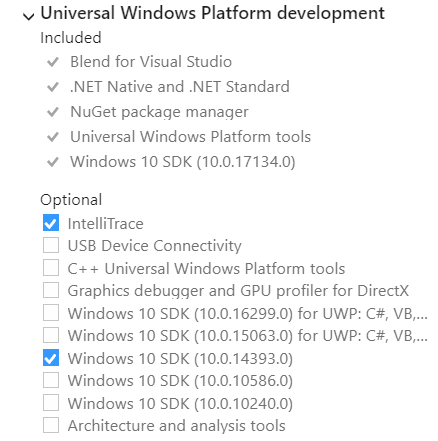 Universal Windows Platform development
Included
Blend for Visual Studio
.NET Native and .NET Standard
NuGet package manager
Universal Windows Platform tools
Windows 10 SDK (10.0.17134.0)
Optional
IntelliTrace
USB Device Connectivity
C++ Universal Windows Platform tools
Graphics debugger and GPU profiler for DirectX
Windows 10 SDK (10.0.16299.0) for UWP: C#, VB,...
Windows 10 SDK (10.0.15063.0) for UWP: C#, VB,...
Windows 10 SDK (10.0.14393.0)
Windows 10 SDK (10.0.10586.0)
Windows 10 SDK (10.0.10240.0)
Architecture and analysis tools